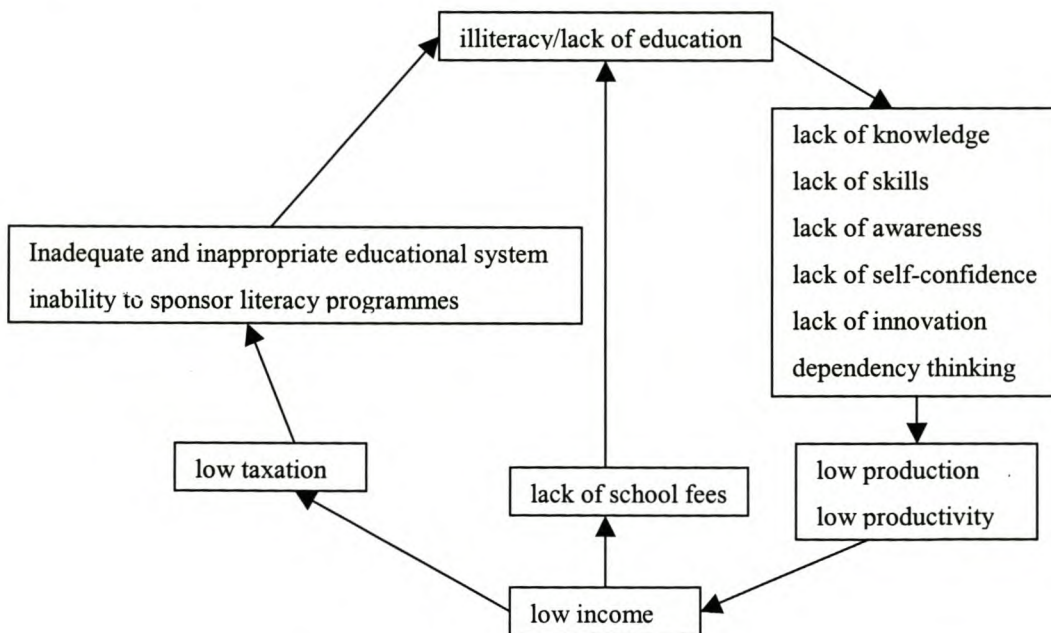 illiteracy/lack of education
lack of knowledge
lack of skills
lack of awareness
lack of self-confidence
lack of innovation
dependency thinking
Inadequate and inappropriate educational system
inability to sponsor literacy programmes
low taxation
lack of school fees
low production
low productivity
low income